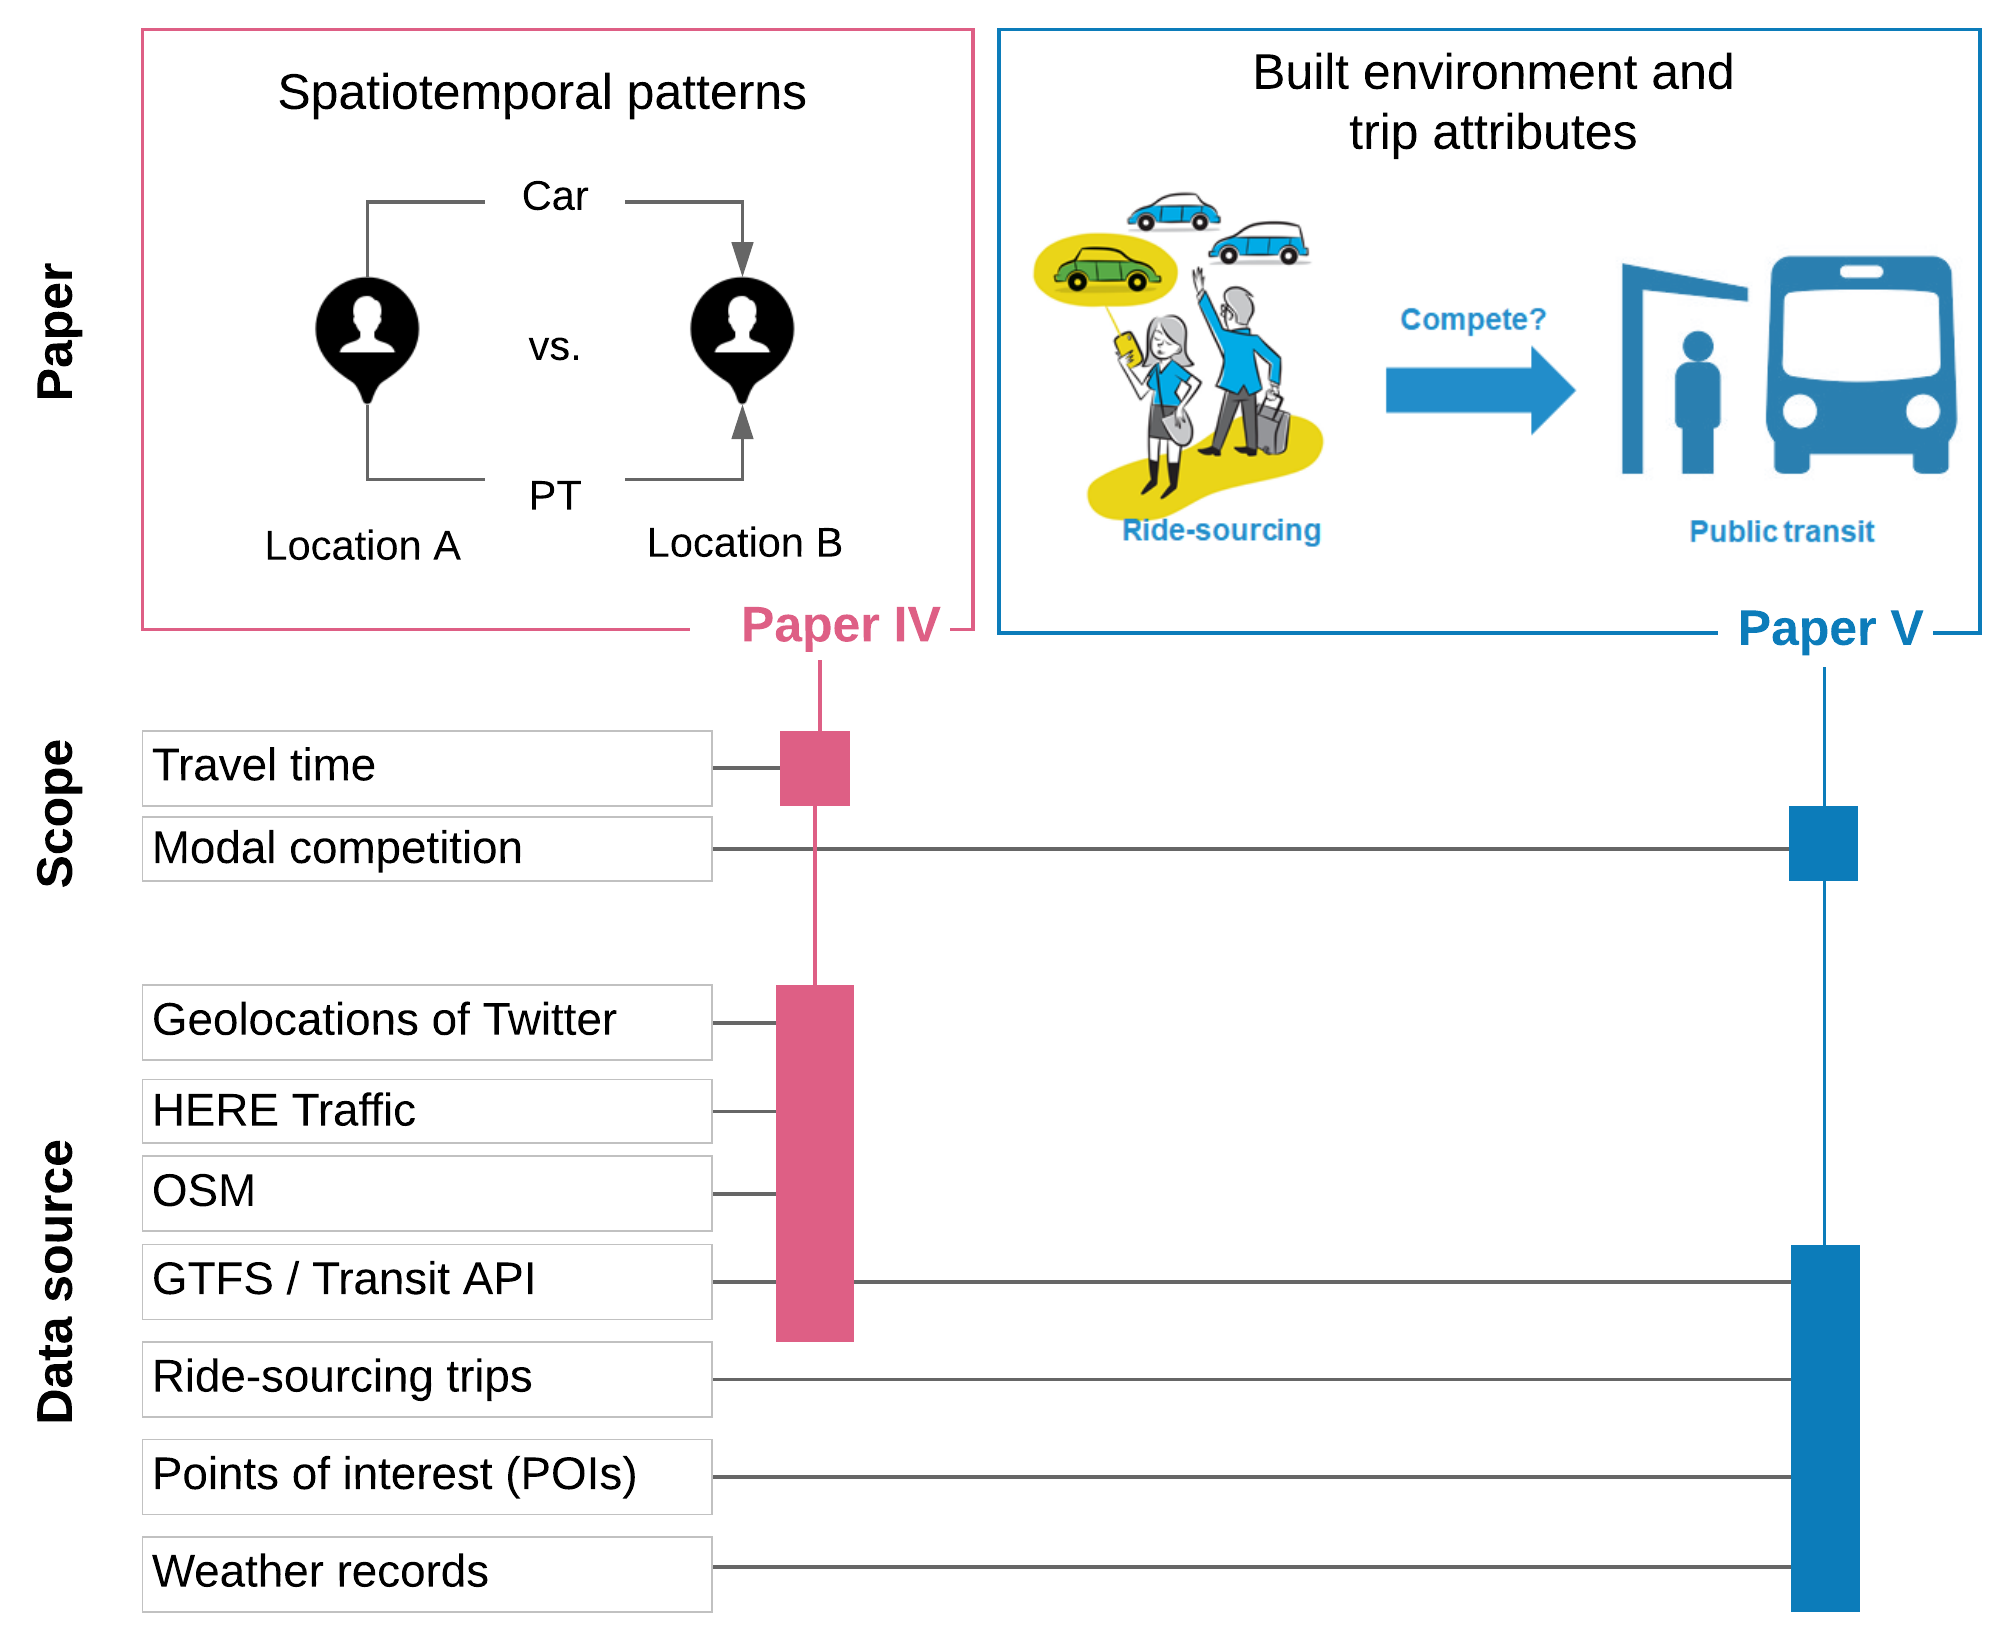 Paper
Spatiotemporal patterns
Car
vs.
PT
Location A
Location B
Paper IV
Built environment and
trip attributes
Compete?
Ride-sourcing
Public transit
Paper V
Scope
Travel time
Modal competition
Data source
Geolocations of Twitter
HERE Traffic
OSM
GTFS / Transit API
Ride-sourcing trips
Points of interest (POIs)
Weather records